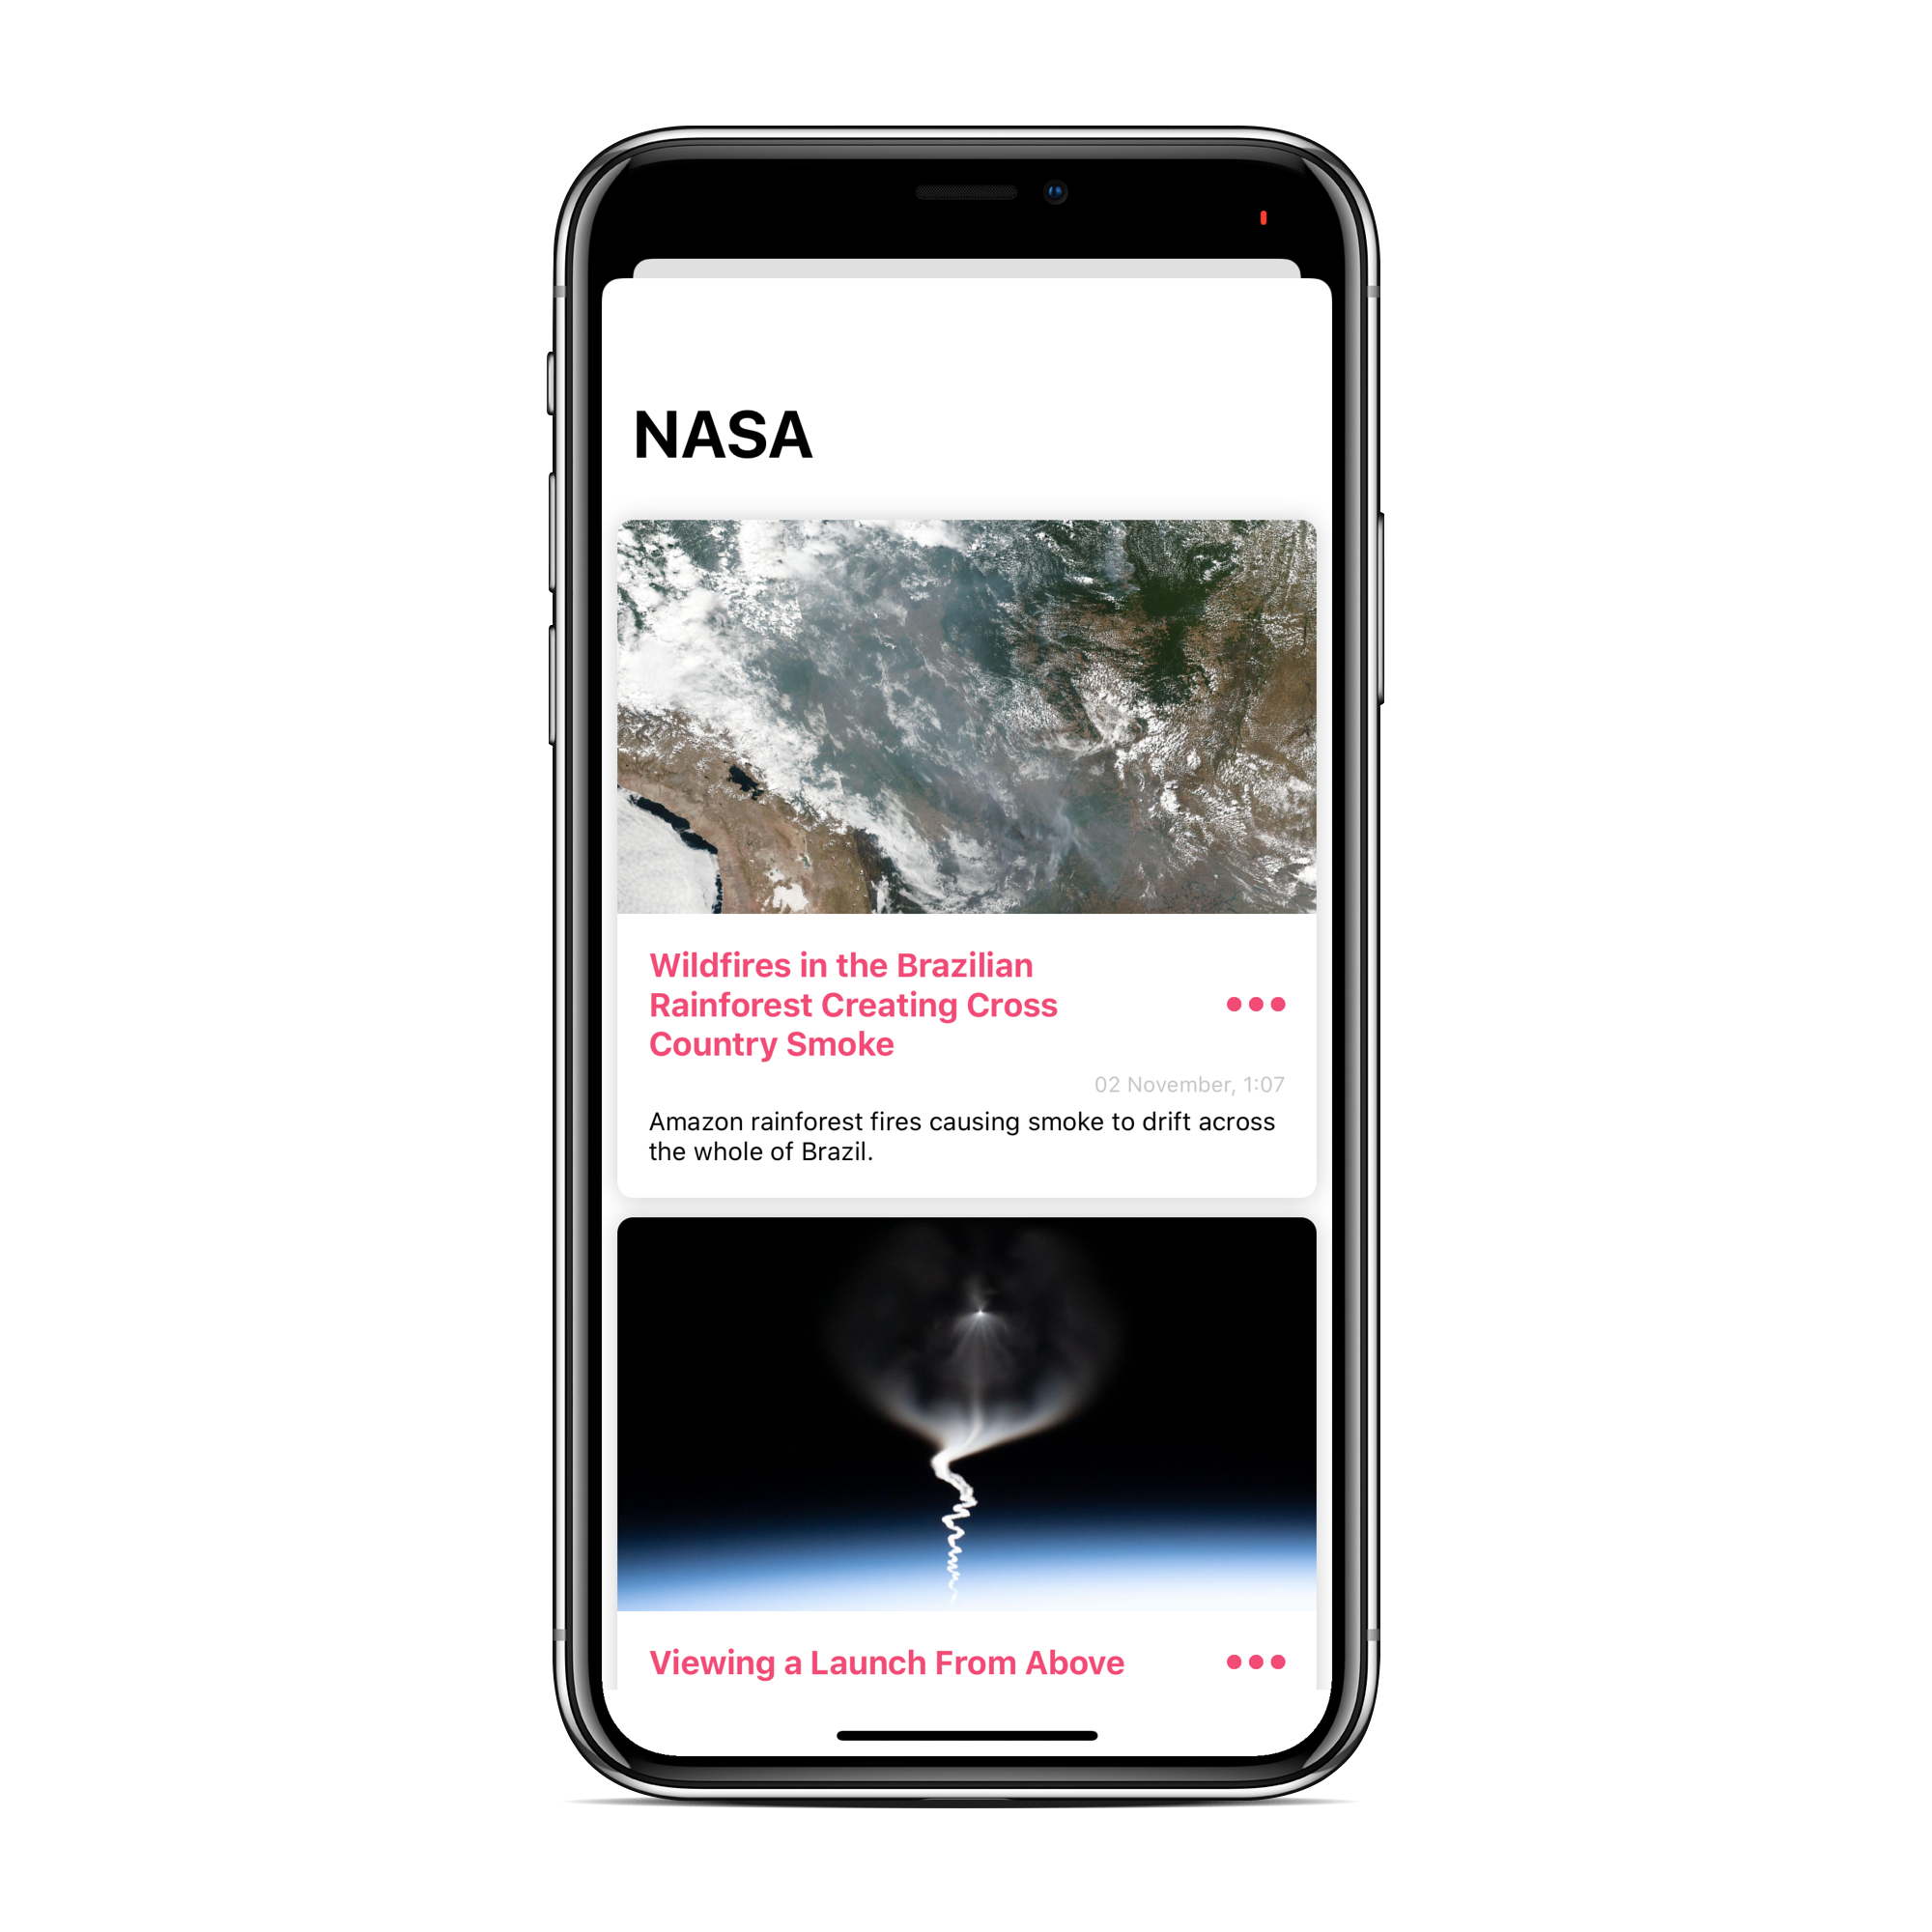 NASA
Wildfires in the Brazilian
Rainforest Creating Cross
Country Smoke
02 November, 1:07
Amazon rainforest fires causing smoke to drift across
the whole of Brazil.
Viewing a Launch From Above